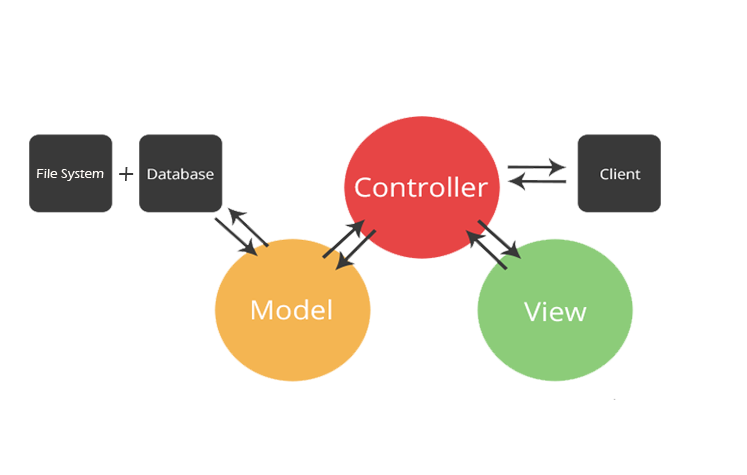 File System
+
Database
Controller
Client
Model
View